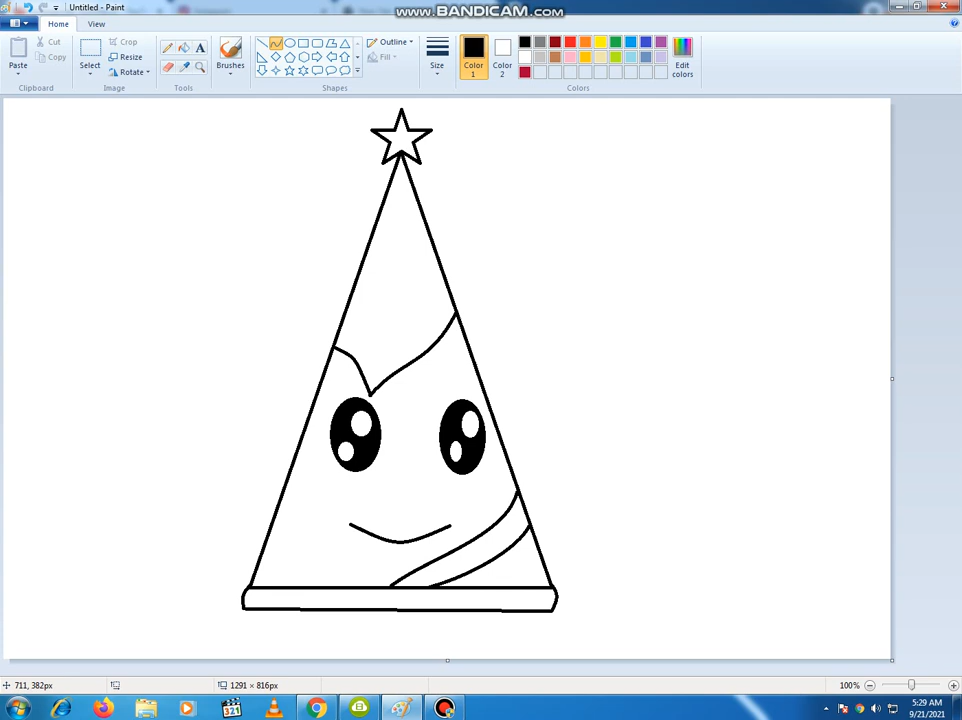 Untitled - Paint
www.BANDICAM.com
Home View
Paste
Cut
Copy
Clipboard
Select
Crop
Resize
Rotate
Image
A
Tools
Brushes
Outline
Fill
Shapes
Size
Color
1
Color
2
Edit
colors
Colors
711, 382px
1291 × 816px
100%
321
5:29 AM
9/21/2021